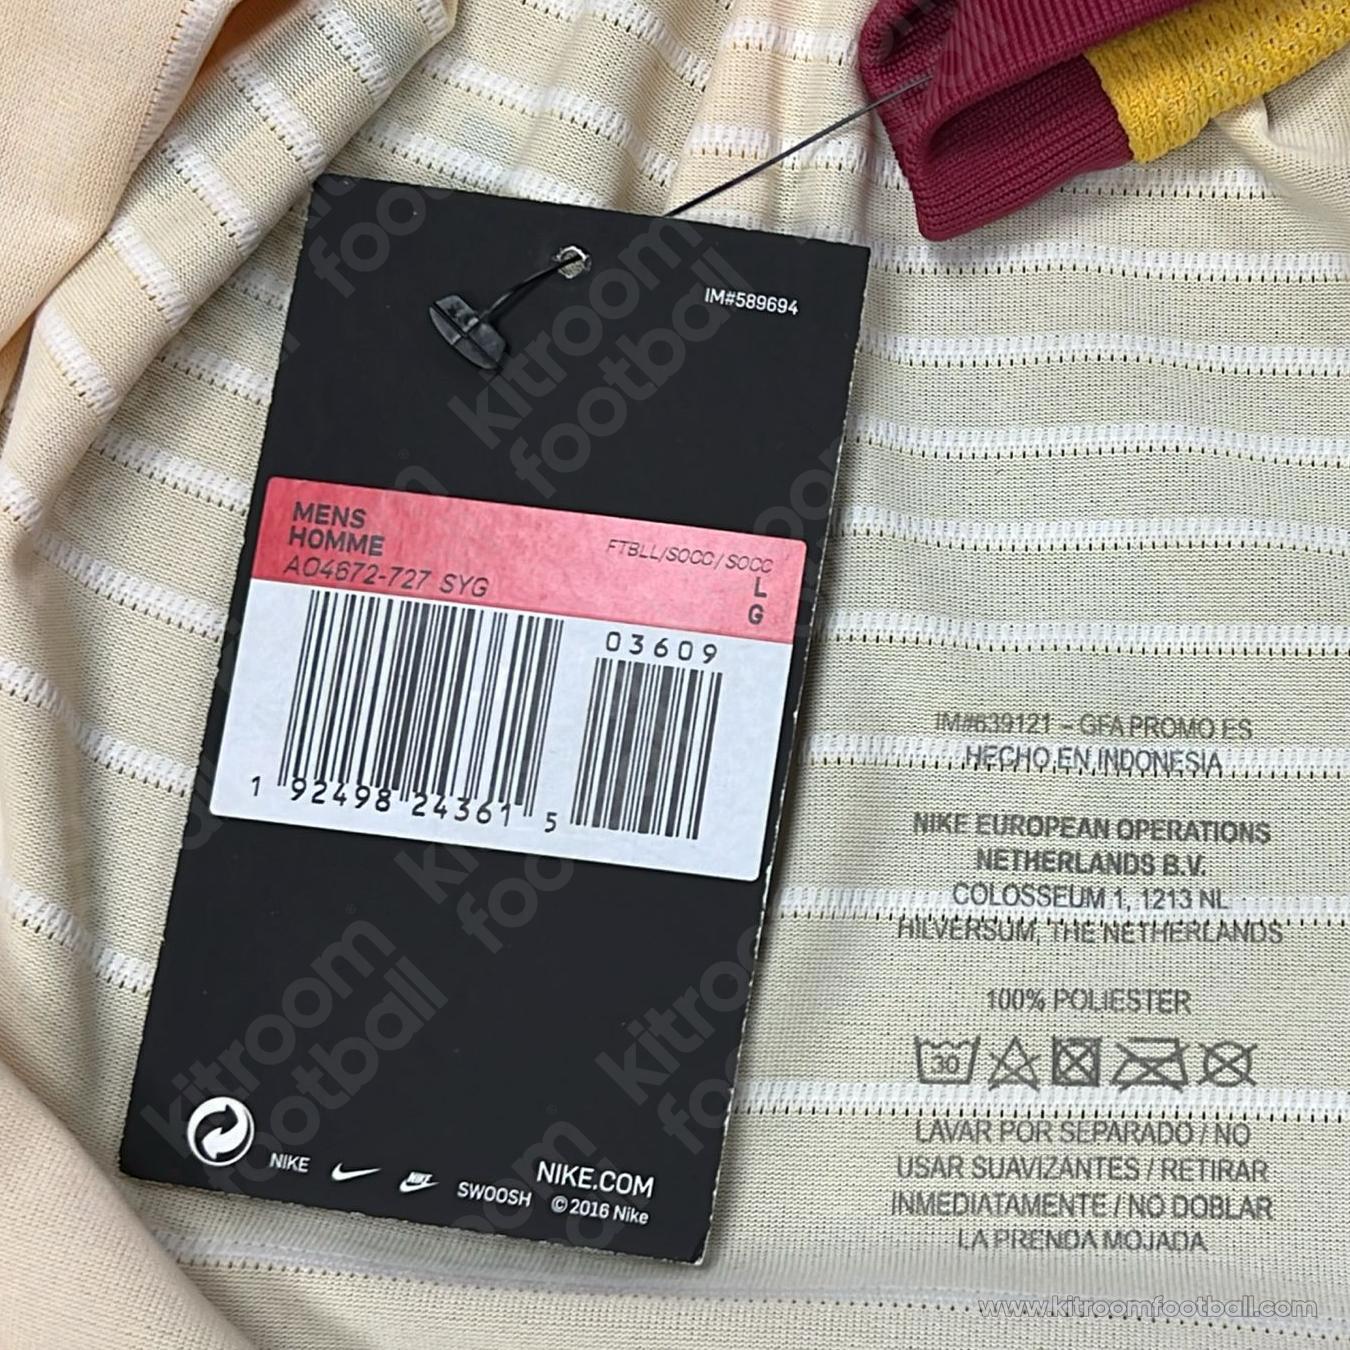 IM#589694
MENS
HOMME
AO4672-727 SYG
FTBLL/SOCC/SOCC
L
G
03609
1 92498 24361 5
NIKE
SWOOSH
NIKE.COM
©2016 Nike
IM#639121 - GFA PROMO ES
HECHO EN INDONESIA
NIKE EUROPEAN OPERATIONS
NETHERLANDS B.V.
COLOSSEUM 1, 1213 NL
HILVERSUM, THE NETHERLANDS
100% POLIESTER
30
LAVAR POR SEPARADO / NO
USAR SUAVIZANTES / RETIRAR
INMEDIATAMENTE / NO DOBLAR
LA PRENDA MOJADA
kitroom
football
www.kitroomfootball.com